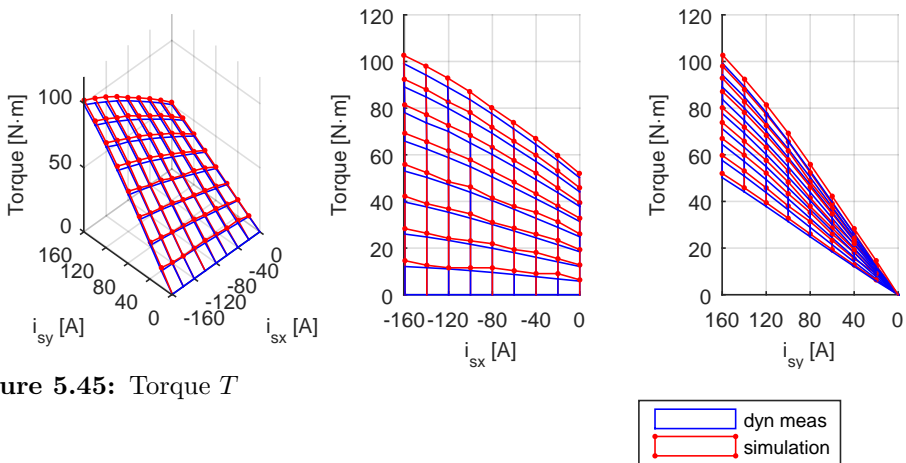 Torque [N·m]
100
50
0
160
120
80
40
0
-160
-120
-80
-40
0
i_sy [A]
i_sx [A]
Torque [N·m]
120
100
80
60
40
20
0
-160 -120 -80 -40 0
i_sx [A]
Torque [N·m]
120
100
80
60
40
20
0
160 120 80 40 0
i_sy [A]
ure 5.45: Torque T
dyn meas
simulation